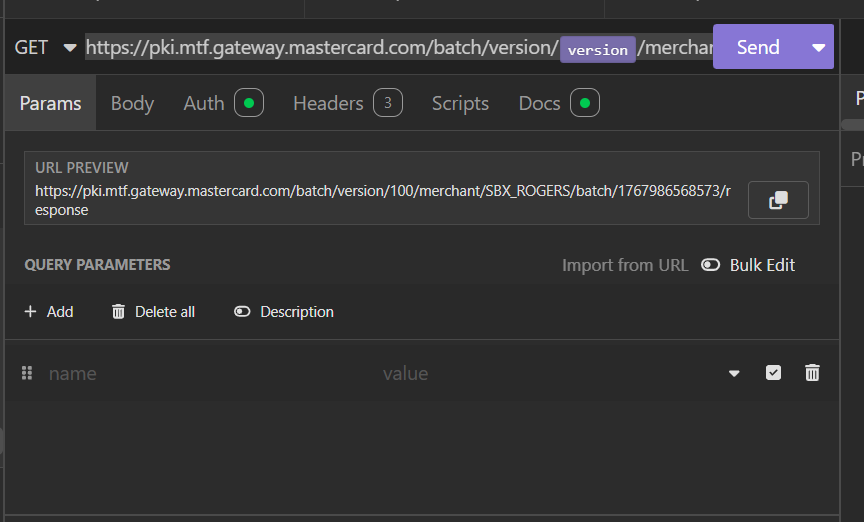 GET https://pki.mtf.gateway.mastercard.com/batch/version/ version /merchan Send
Params Body Auth Headers 3 Scripts Docs
URL PREVIEW
https://pki.mtf.gateway.mastercard.com/batch/version/100/merchant/SBX_ROGERS/batch/1767986568573/r
esponse
QUERY PARAMETERS Import from URL Bulk Edit
Add Delete all Description
name value
P
Pr